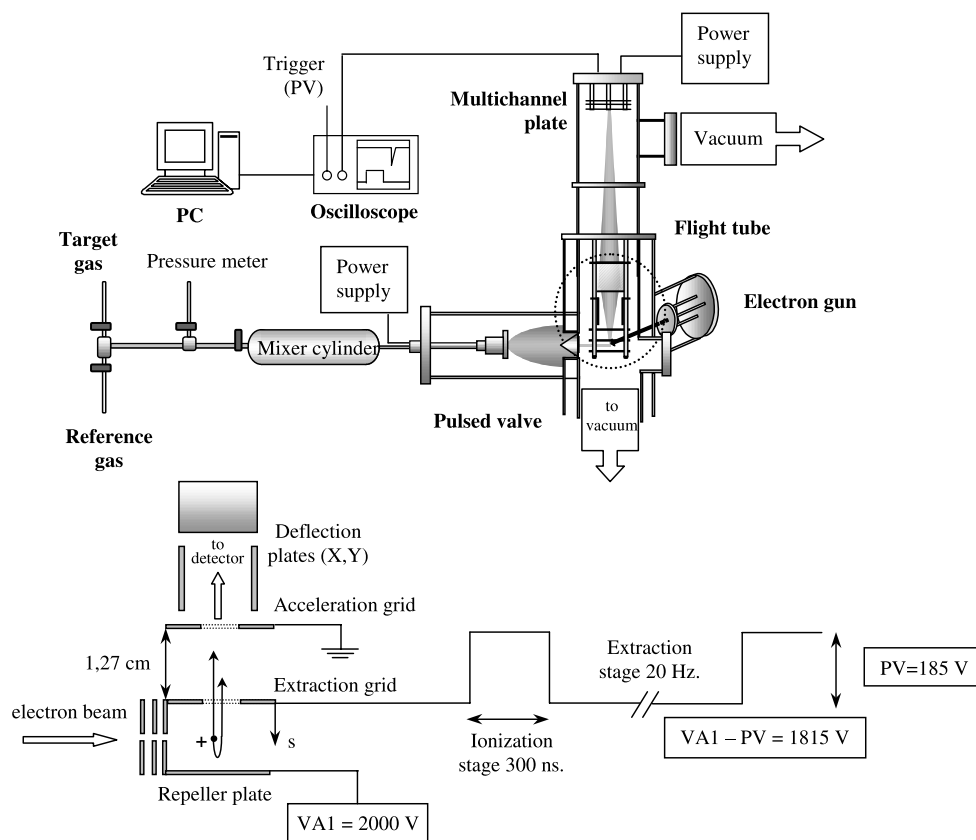 Power
supply
Trigger
(PV)
Multichannel
plate
Vacuum
PC
Oscilloscope
Flight tube
Target
gas
Pressure meter
Power
supply
Electron gun
Mixer cylinder
to
vacuum
Pulsed valve
Reference
gas
Deflection
plates (X,Y)
to
detector
Acceleration grid
1,27 cm
Extraction
stage 20 Hz.
PV=185 V
Extraction grid
electron beam
+
s
Ionization
stage 300 ns.
VA1 – PV = 1815 V
Repeller plate
VA1 = 2000 V